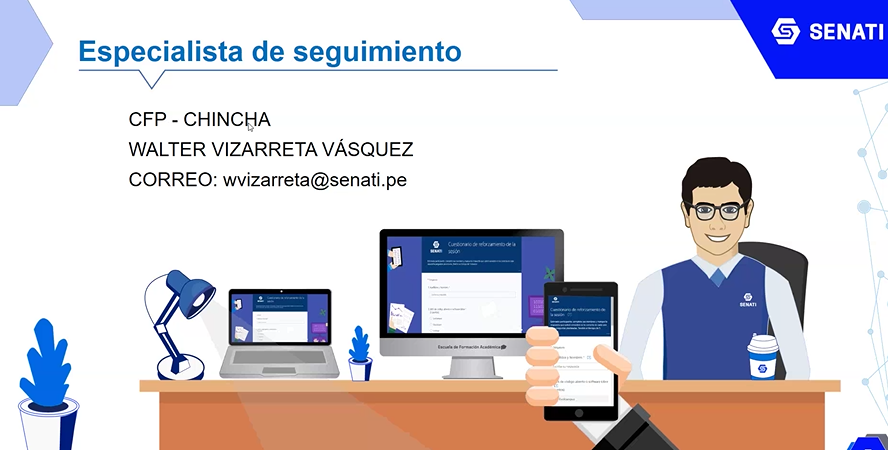 SENATI
Especialista de seguimiento
CFP - CHINCHA
WALTER VIZARRETA VÁSQUEZ
CORREO: wvizarreta@senati.pe
Cuestionario de reforzamiento de la
sesión
Cuestionario de reforzamiento de la
sesión
SENATI
SENATI
Escuela de Formación Académica